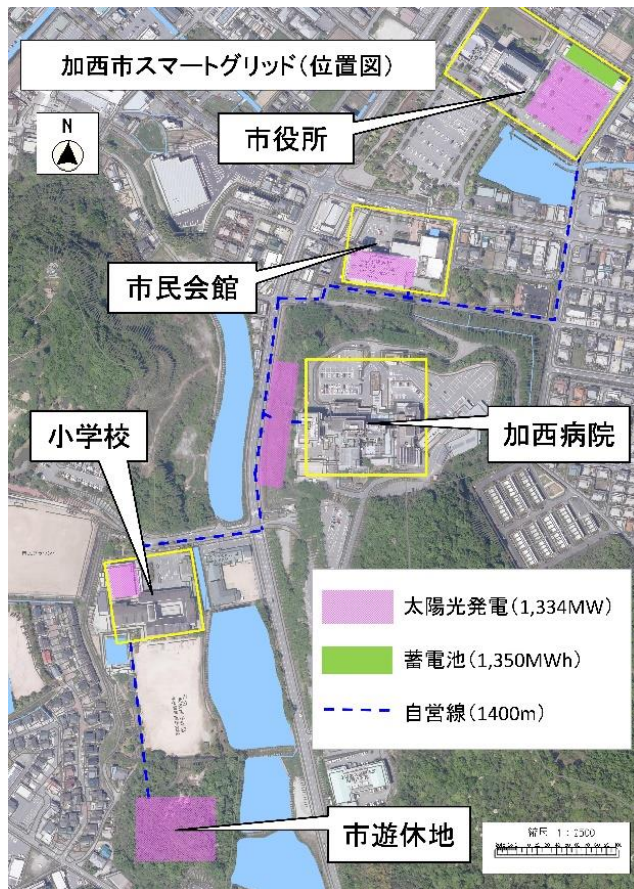 加西市スマートグリッド(位置図)
N
市役所
市民会館
加西病院
小学校
太陽光発電(1,334MW)
蓄電池(1,350MWh)
自営線(1400m)
市遊休地
縮尺 1:2500